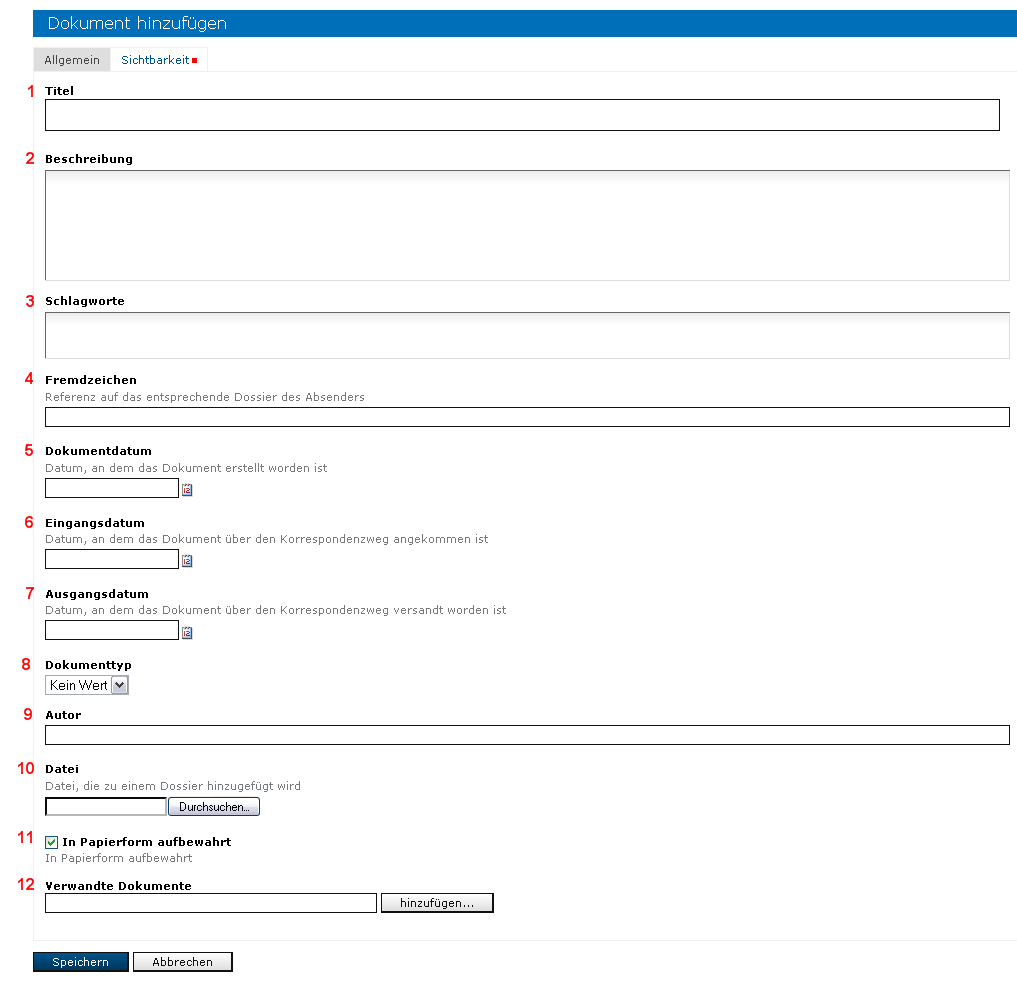 Dokument hinzufügen
Allgemein Sichtbarkeit
1 Titel
2 Beschreibung
3 Schlagworte
4 Fremdzeichen
Referenz auf das entsprechende Dossier des Absenders
5 Dokumentdatum
Datum, an dem das Dokument erstellt worden ist
12
6 Eingangsdatum
Datum, an dem das Dokument über den Korrespondenzweg angekommen ist
12
7 Ausgangsdatum
Datum, an dem das Dokument über den Korrespondenzweg versandt worden ist
12
8 Dokumenttyp
Kein Wert
9 Autor
10 Datei
Datei, die zu einem Dossier hinzugefügt wird
Durchsuchen...
11 In Papierform aufbewahrt
In Papierform aufbewahrt
12 Verwandte Dokumente
hinzufügen...
Speichern Abbrechen